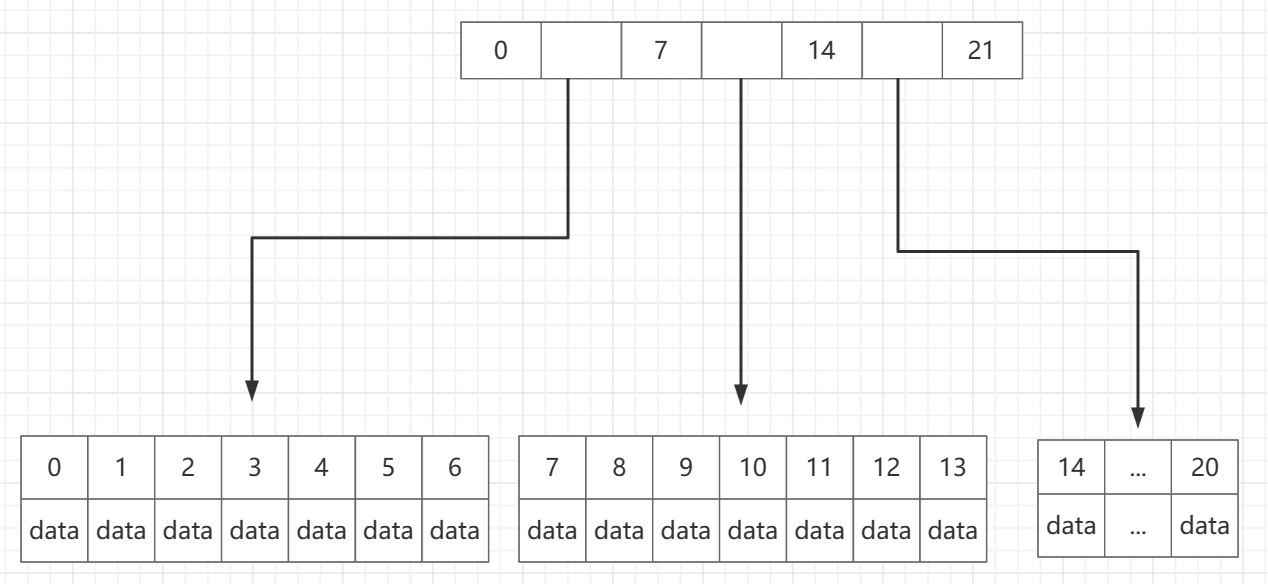 0 7 14 21
0 1 2 3 4 5 6
data data data data data data data
7 8 9 10 11 12 13
data data data data data data data
14 ... 20
data ... data